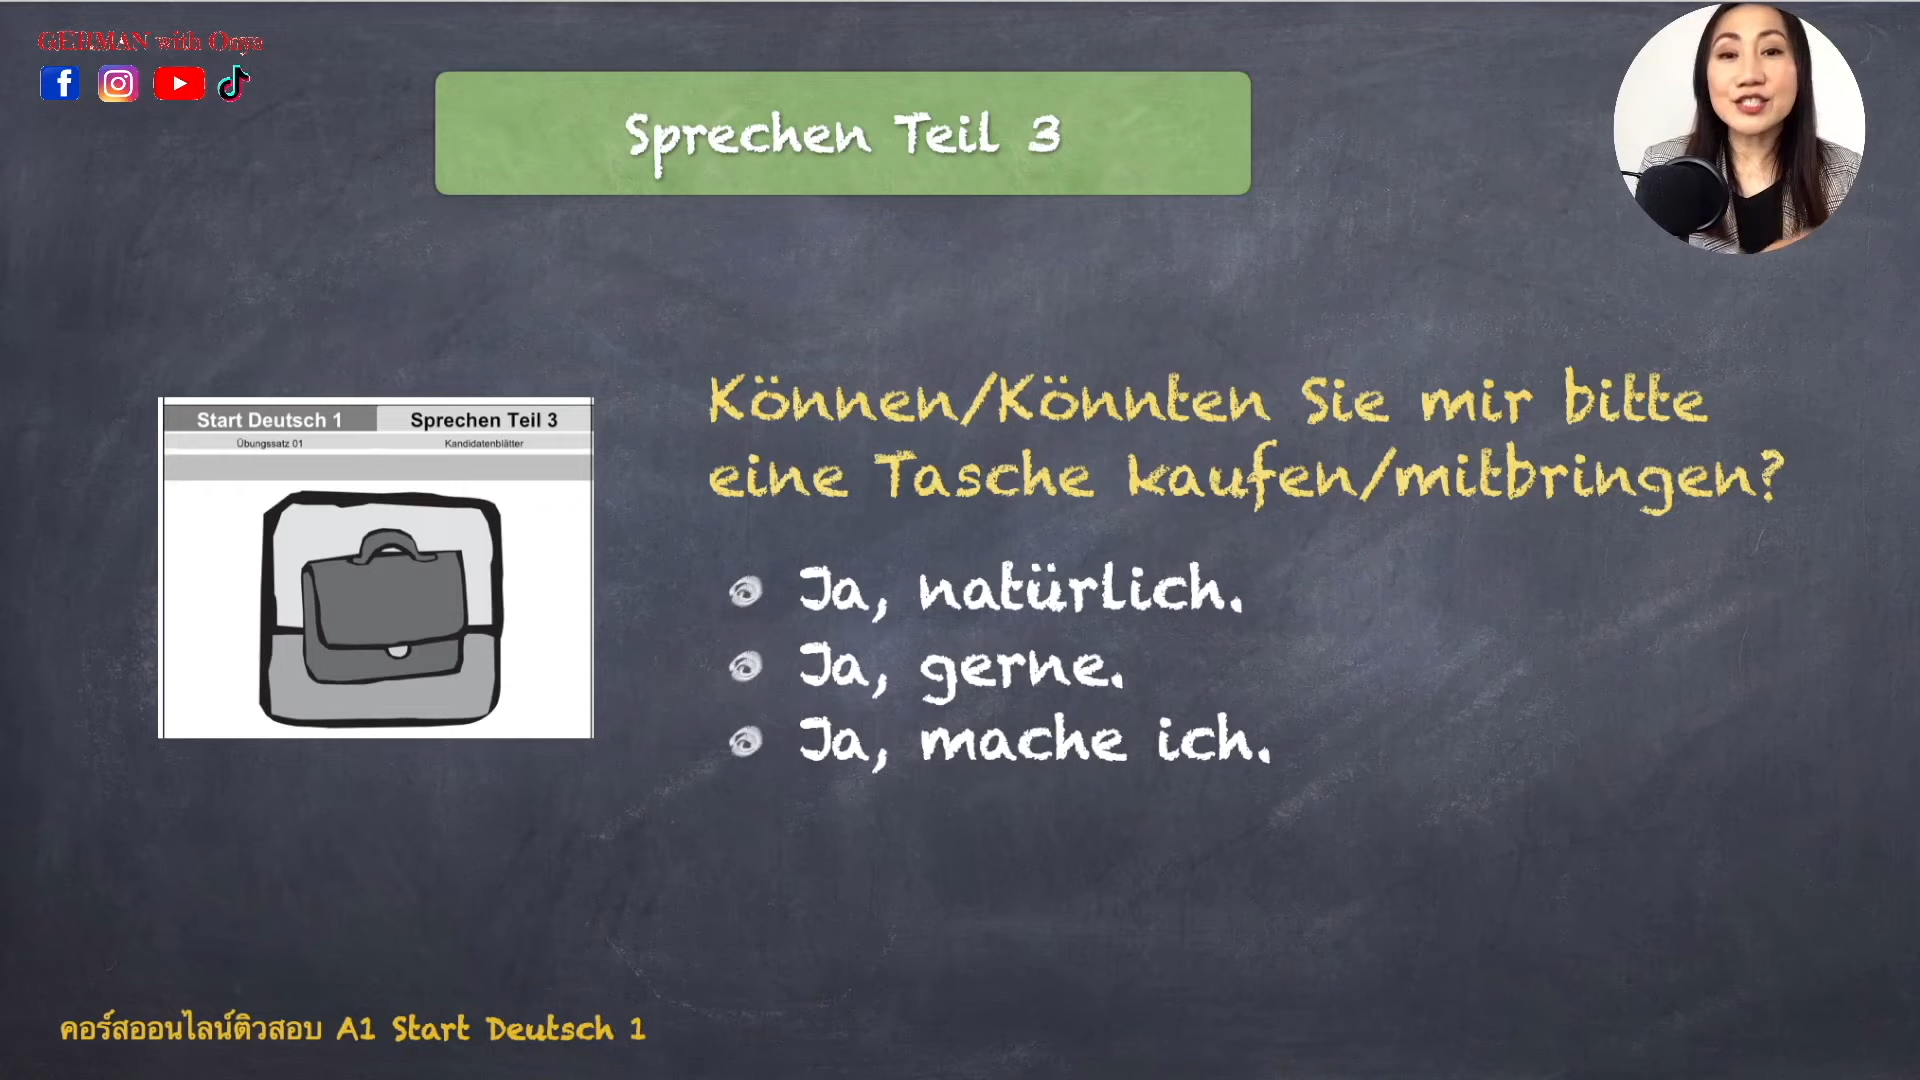 GERMAN with Onya
Sprechen Teil 3
Start Deutsch 1
Sprechen Teil 3
Übungssatz 01
Kandidatenblätter
Können/Könnten Sie mir bitte
eine Tasche kaufen/mitbringen?
Ja, natürlich.
Ja, gerne.
Ja, mache ich.
คอร์สออนไลน์ติวสอบ A1 Start Deutsch 1